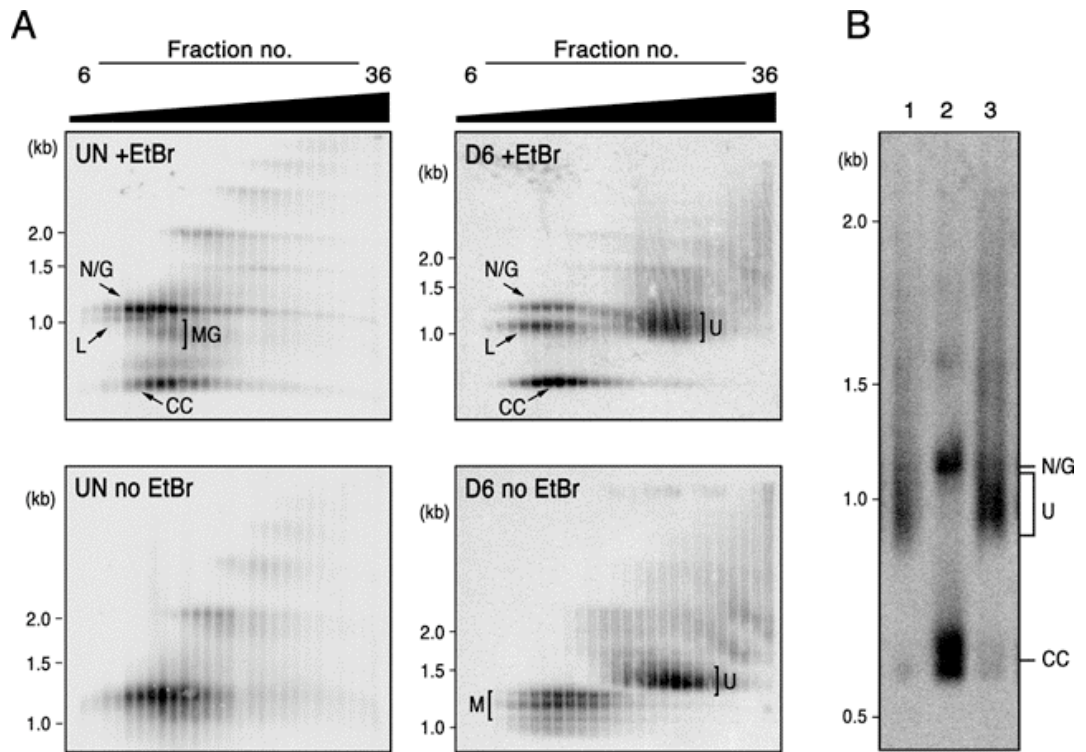 A
Fraction no.
6 36
(kb)
UN +EtBr
2.0
1.5
N/G
1.0
L
MG
CC
Fraction no.
6 36
(kb)
D6 +EtBr
2.0
N/G
1.5
1.0
U
L
CC
(kb)
UN no EtBr
2.0
1.5
1.0
(kb)
D6 no EtBr
2.0
1.5
U
M
1.0
B
1 2 3
(kb)
2.0
1.5
N/G
1.0
U
CC
0.5